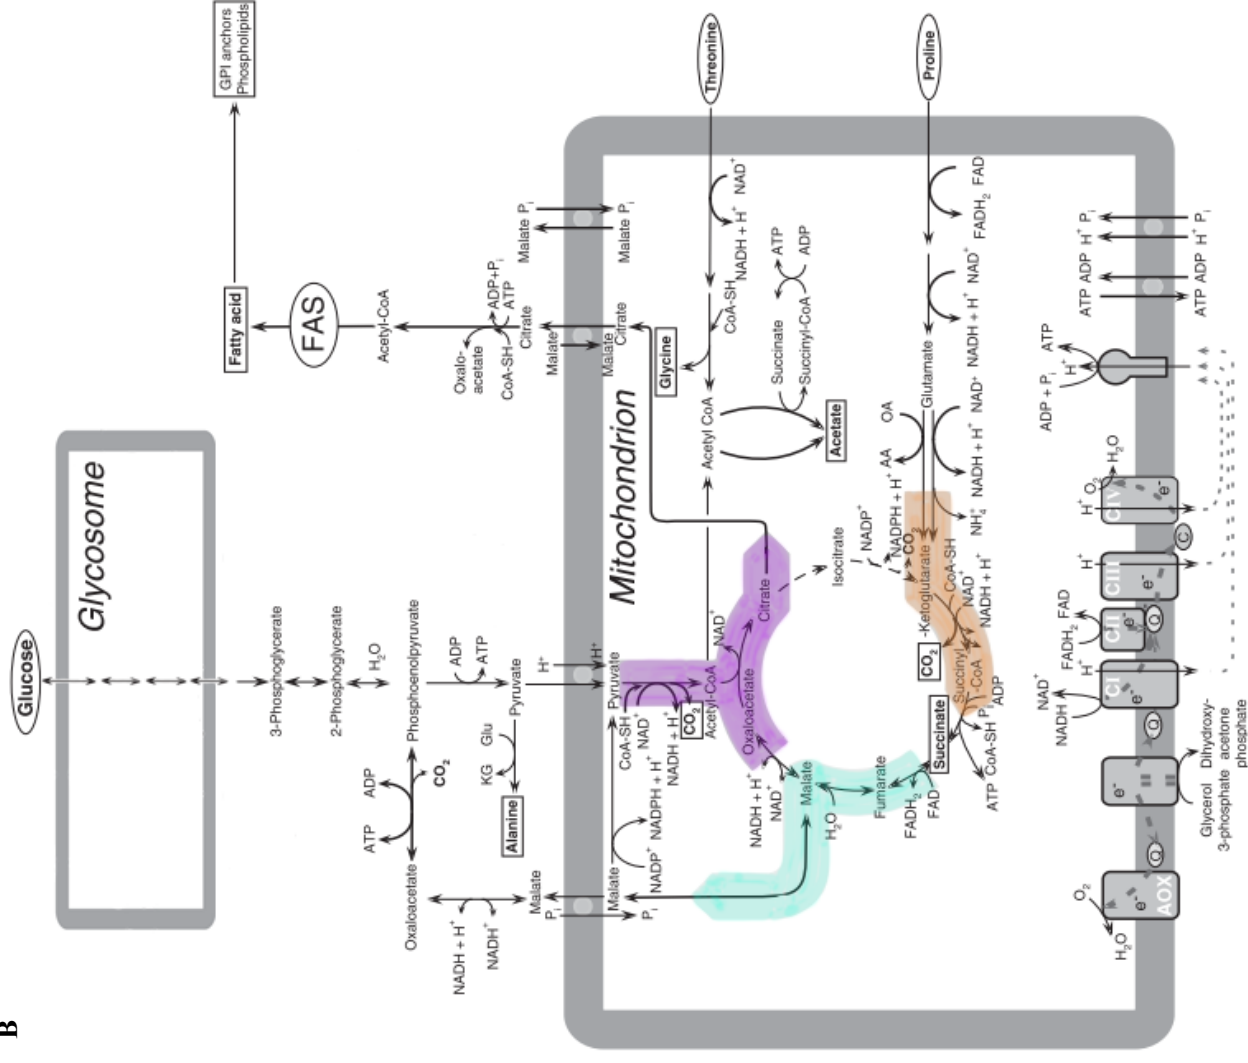 B
Glucose
Glycosome
3-Phosphoglycerate
2-Phosphoglycerate
H2O
Phosphoenolpyruvate
ADP
ATP
CO2
ADP
ATP
Pyruvate
Glu
KG
Alanine
Oxaloacetate
NADH + H+
NADH+
Malate
Pi
H+
H+
GPI anchors
Phospholipids
Fatty acid
FAS
Acetyl-CoA
ADP+Pi
ATP
Oxalo-
acetate
CoA-SH
Citrate
Malate
Malate
Pi
Mitochondrion
Malate
Pi
Malate
Citrate
Malate
Pi
Pyruvate
NADP+
NADPH + H+
CoA-SH
NAD+
NADH + H+
CO2
Acetyl-CoA
NAD+
Oxaloacetate
Citrate
Threonine
NAD+
NADH + H+
CoA-SH
Glycine
Acetyl CoA
Succinate
Succinyl-CoA
ATP
ADP
Acetate
Isocitrate
NADP+
NADPH + H+
CO2
NADH + H+
NAD+
Malate
H2O
Fumarate
FADH2
FAD
Succinate
ATP
CoA-SH
Pi
ADP
Succinyl
-CoA
CO2
NAD+
NADH + H+
CoA-SH
-Ketoglutarate
Proline
FAD
FADH2
NAD+
NADH + H+
Glutamate
OA
AA
NAD+
NADH + H+
NH4+
O2
H2O
AOX
e-
Q
e-
II
II
Glycerol
3-phosphate
Dihydroxy-
acetone
phosphate
Q
NAD+
NADH
H+
CI
e-
FADH2
FAD
CII
e-
Q
H+
CIII
e-
C
H+
O2
H2O
CIV
e-
ADP + Pi
ATP
H+
ATP
ADP
H+
Pi
ATP
ADP
H+
Pi